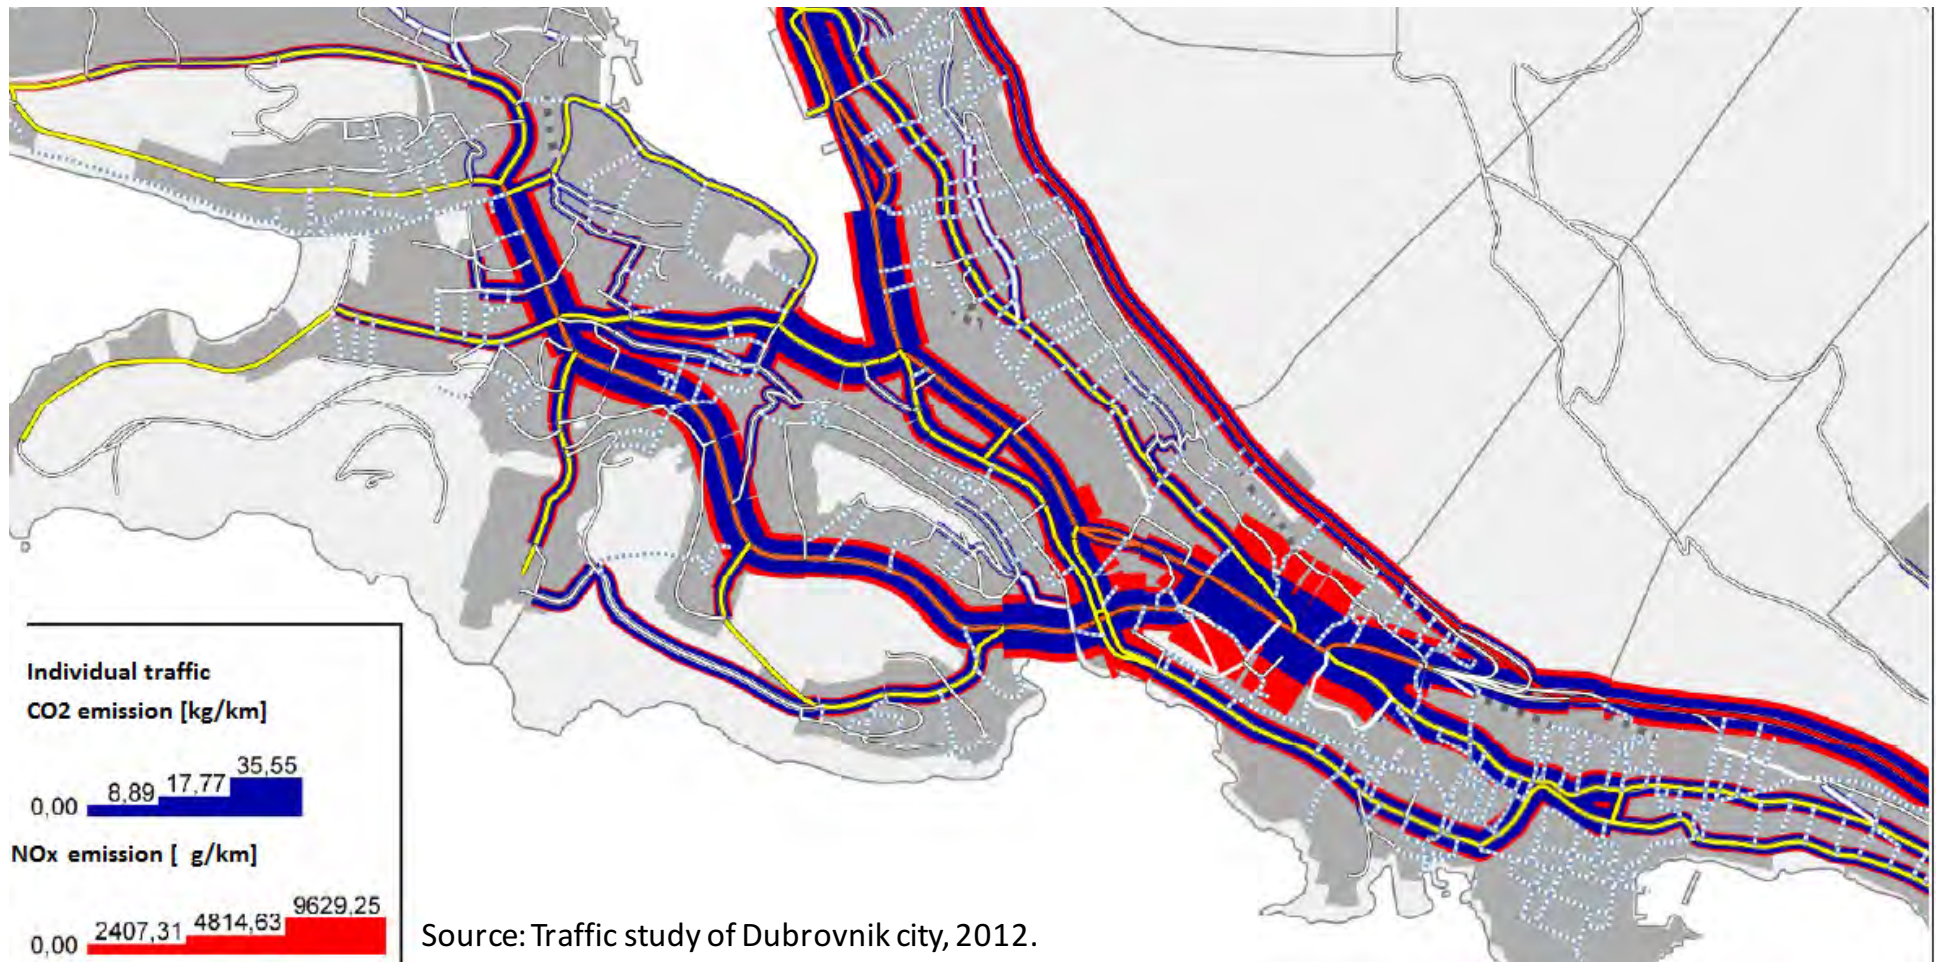 Individual traffic
CO2 emission [kg/km]
0,00 8,89 17,77 35,55
NOx emission [ g/km]
0,00 2407,31 4814,63 9629,25
Source: Traffic study of Dubrovnik city, 2012.